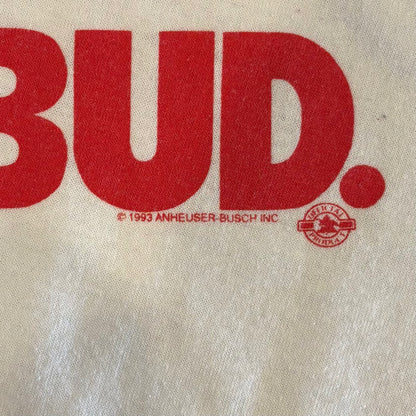 BUD.
© 1993 ANHEUSER-BUSCH INC
OFFICIAL
PRODUCT